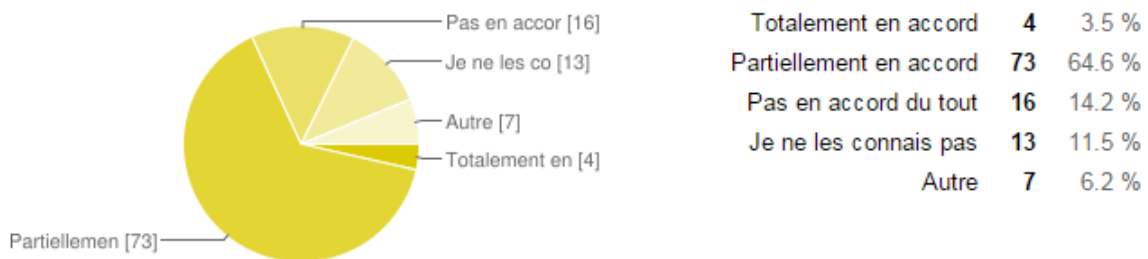 Pas en accor [16]
Je ne les co [13]
Autre [7]
Totalement en [4]
Partiellemen [73]
Totalement en accord 4 3.5 %
Partiellement en accord 73 64.6 %
Pas en accord du tout 16 14.2 %
Je ne les connais pas 13 11.5 %
Autre 7 6.2 %